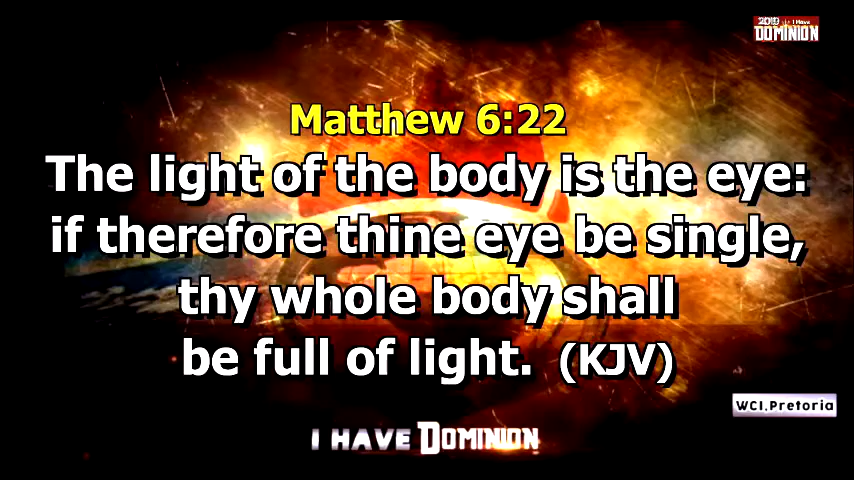 2019 I Have
DOMINION
Matthew 6:22
The light of the body is the eye:
if therefore thine eye be single,
thy whole body shall
be full of light. (KJV)
WCI,Pretoria
I HAVE DOMINION